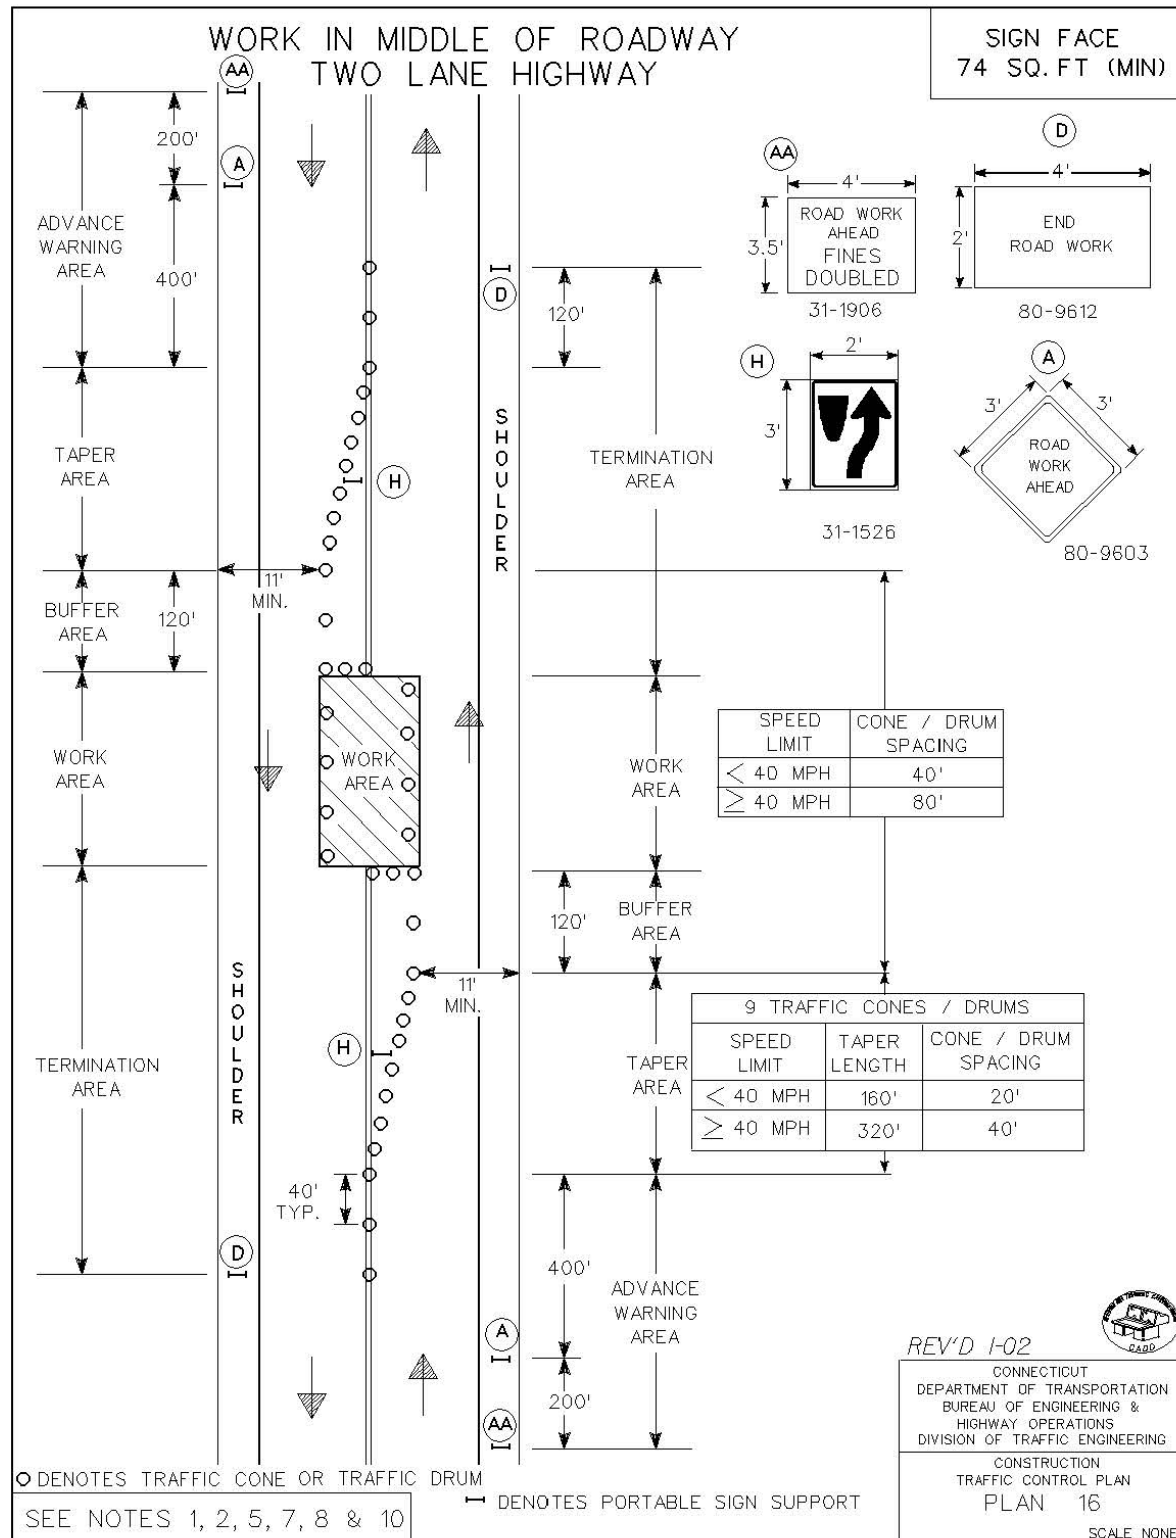 WORK IN MIDDLE OF ROADWAY
TWO LANE HIGHWAY
SIGN FACE
74 SQ.FT (MIN)
AA
200'
A
400'
ADVANCE
WARNING
AREA
D
120'
AA
4'
3.5'
ROAD WORK
AHEAD
FINES
DOUBLED
31-1906
D
4'
2'
END
ROAD WORK
80-9612
H
2'
3'
31-1526
A
3'
3'
ROAD
WORK
AHEAD
80-9603
TAPER
AREA
H
SHOULDER
TERMINATION
AREA
11'
MIN.
BUFFER
AREA
120'
WORK
AREA
WORK
AREA
WORK
AREA
SPEED
LIMIT
CONE / DRUM
SPACING
< 40 MPH
40'
≥ 40 MPH
80'
120'
BUFFER
AREA
11'
MIN.
SHOULDER
TERMINATION
AREA
H
TAPER
AREA
9 TRAFFIC CONES / DRUMS
SPEED
LIMIT
TAPER
LENGTH
CONE / DRUM
SPACING
< 40 MPH
160'
20'
≥ 40 MPH
320'
40'
40'
TYP.
D
400'
ADVANCE
WARNING
AREA
A
200'
AA
REV'D 1-02
CADD
CONNECTICUT
DEPARTMENT OF TRANSPORTATION
BUREAU OF ENGINEERING &
HIGHWAY OPERATIONS
DIVISION OF TRAFFIC ENGINEERING
CONSTRUCTION
TRAFFIC CONTROL PLAN
PLAN 16
SCALE NONE
O DENOTES TRAFFIC CONE OR TRAFFIC DRUM
DENOTES PORTABLE SIGN SUPPORT
SEE NOTES 1, 2, 5, 7, 8 & 10